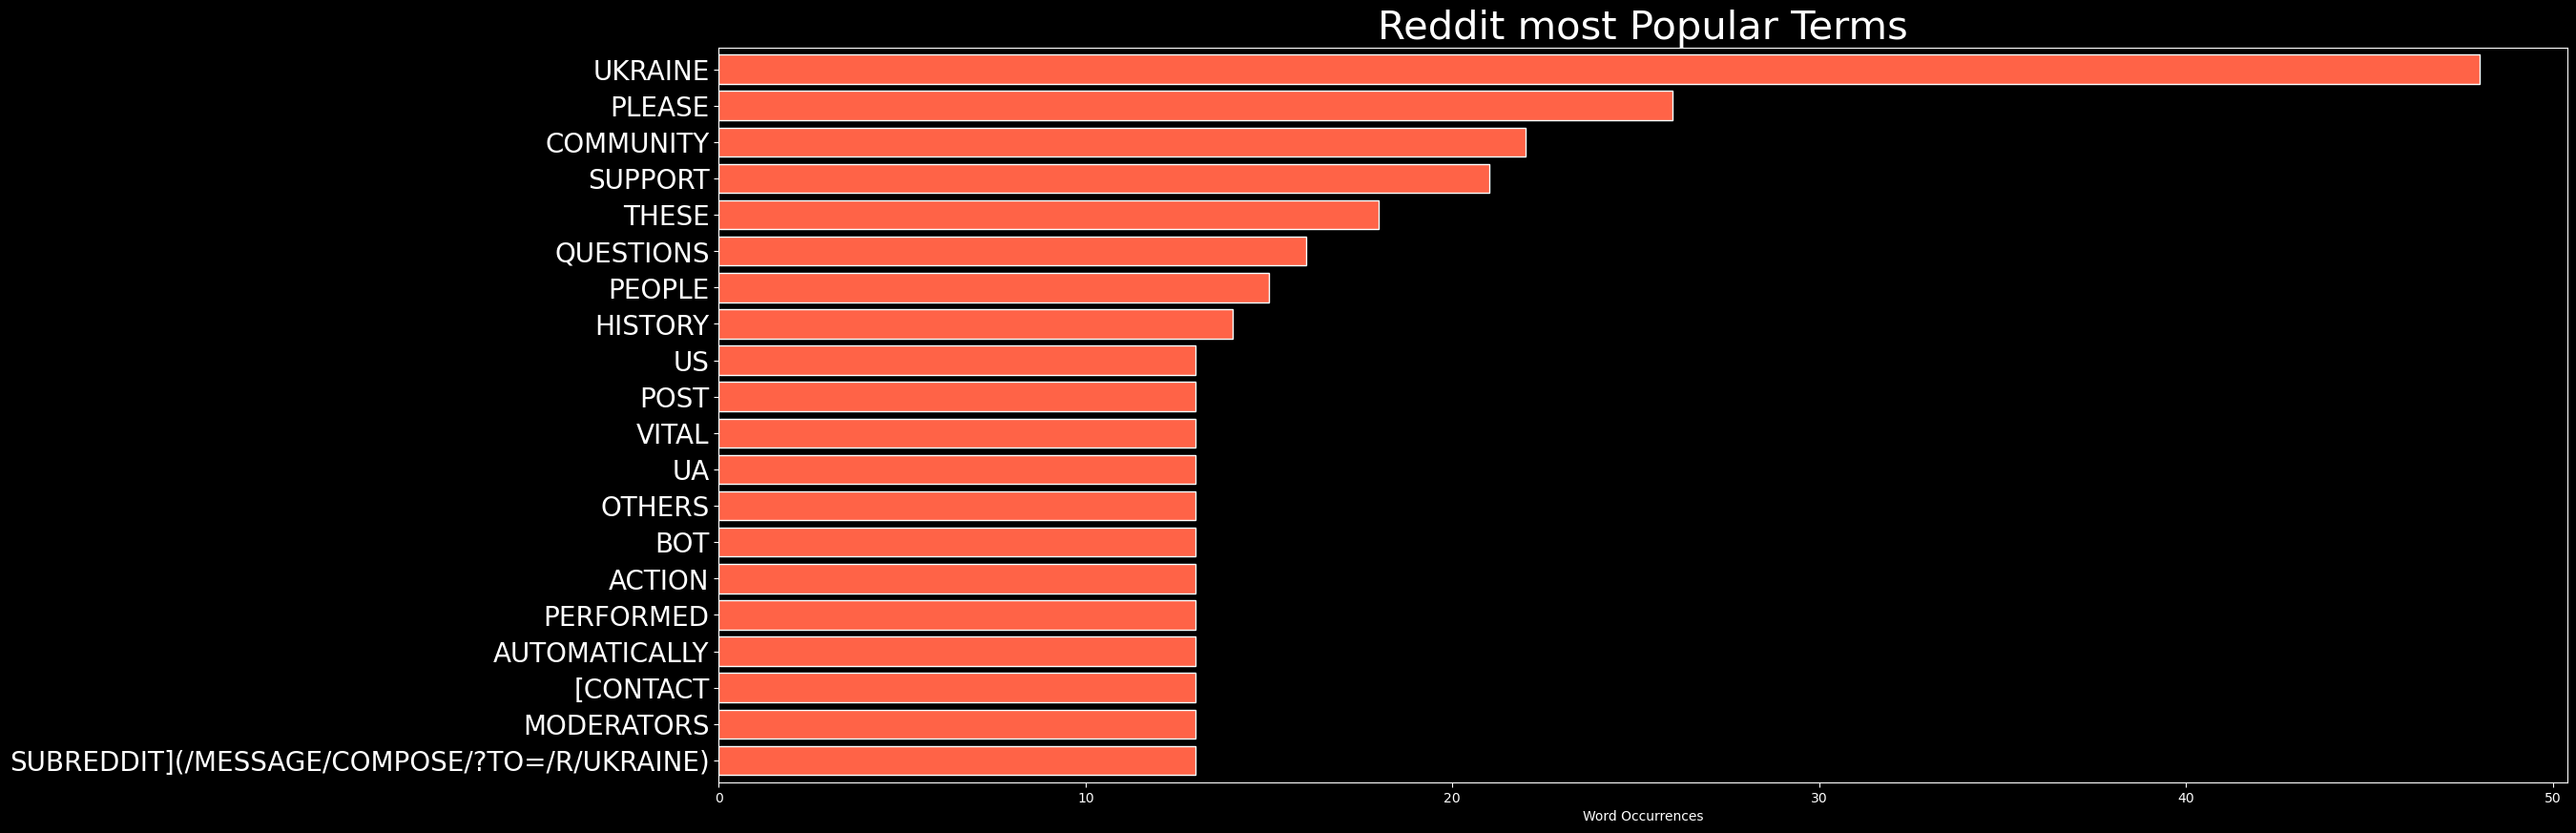 Reddit most Popular Terms
UKRAINE
PLEASE
COMMUNITY
SUPPORT
THESE
QUESTIONS
PEOPLE
HISTORY
US
POST
VITAL
UA
OTHERS
BOT
ACTION
PERFORMED
AUTOMATICALLY
[CONTACT
MODERATORS
SUBREDDIT](/MESSAGE/COMPOSE/?TO=/R/UKRAINE)
0 10 20 30 40 50
Word Occurrences